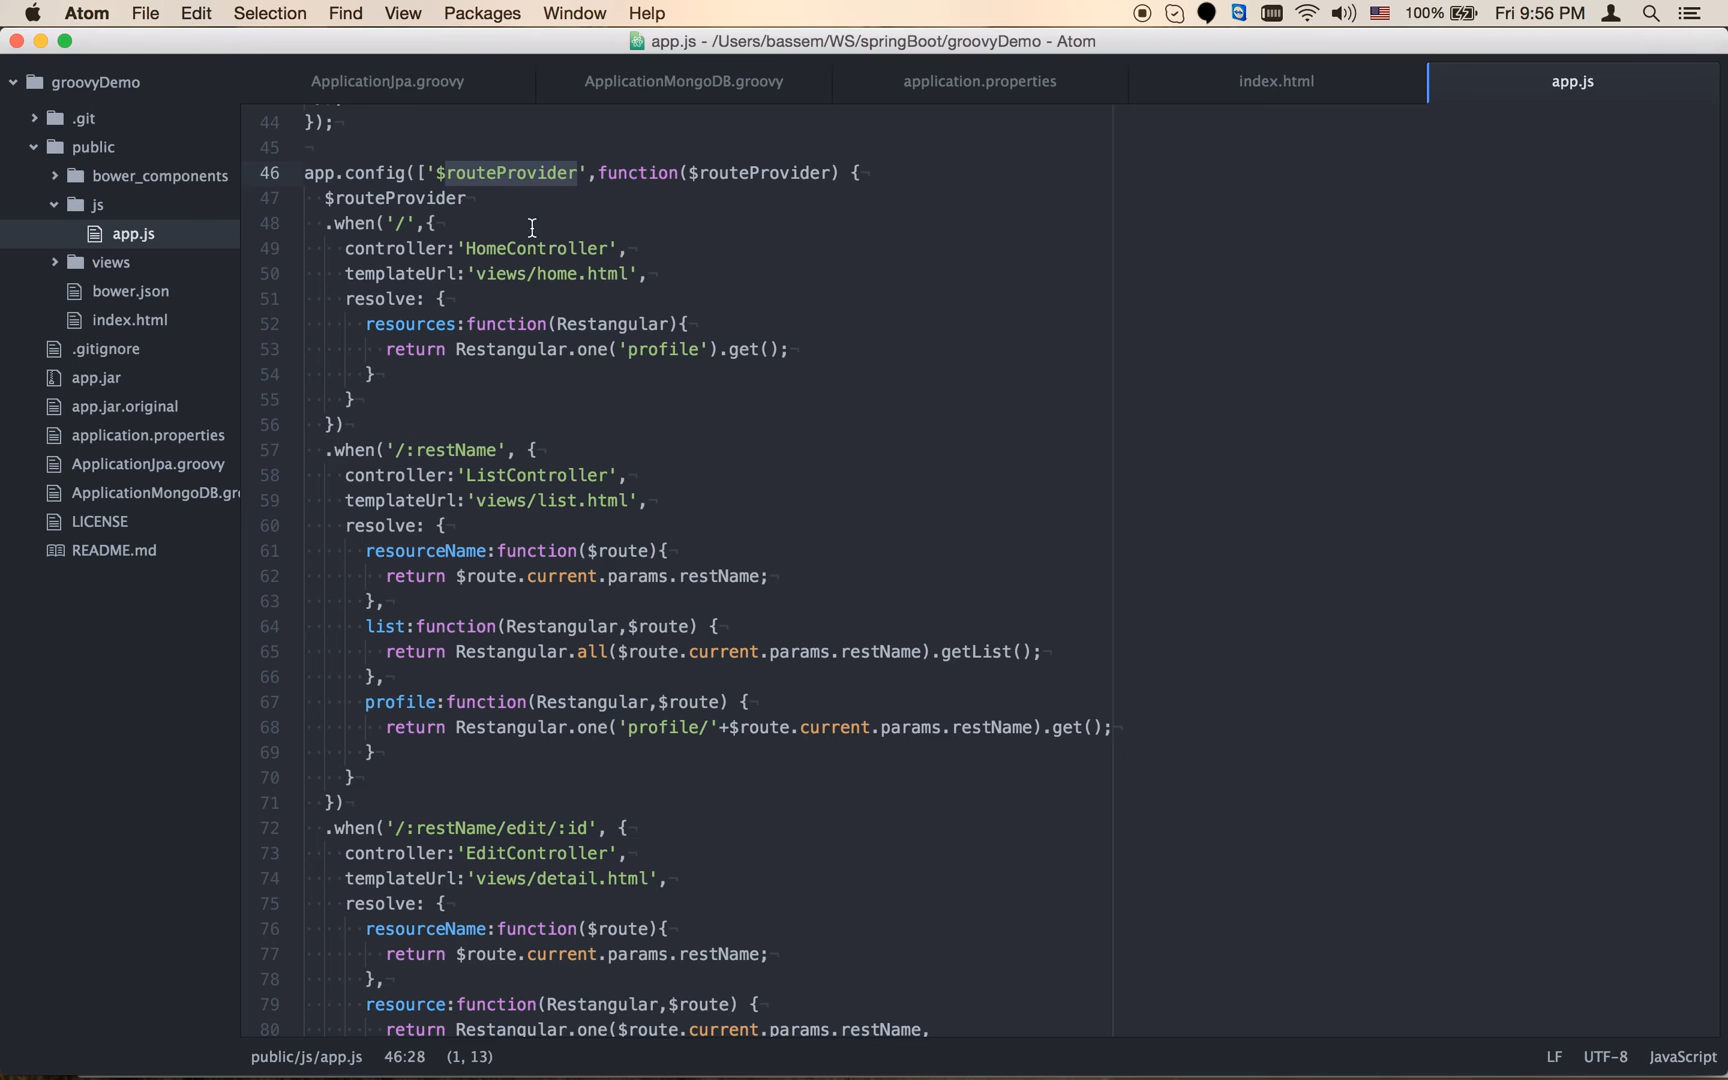 Atom File Edit Selection Find View Packages Window Help 100% Fri 9:56 PM
app.js - /Users/bassem/WS/springBoot/groovyDemo - Atom
groovyDemo
.git
public
bower_components
js
app.js
views
bower.json
index.html
.gitignore
app.jar
app.jar.original
application.properties
ApplicationJpa.groovy
ApplicationMongoDB.gr
LICENSE
README.md
ApplicationJpa.groovy ApplicationMongoDB.groovy application.properties index.html app.js
44 });
45
46 app.config(['$routeProvider',function($routeProvider) {
47 $routeProvider
48 .when('/',{
49 controller:'HomeController',
50 templateUrl:'views/home.html',
51 resolve: {
52 resources:function(Restangular){
53 return Restangular.one('profile').get();
54 }
55 }
56 })
57 .when('/:restName', {
58 controller:'ListController',
59 templateUrl:'views/list.html',
60 resolve: {
61 resourceName:function($route){
62 return $route.current.params.restName;
63 },
64 list:function(Restangular,$route) {
65 return Restangular.all($route.current.params.restName).getList();
66 },
67 profile:function(Restangular,$route) {
68 return Restangular.one('profile/'+$route.current.params.restName).get();
69 }
70 }
71 })
72 .when('/:restName/edit/:id', {
73 controller:'EditController',
74 templateUrl:'views/detail.html',
75 resolve: {
76 resourceName:function($route){
77 return $route.current.params.restName;
78 },
79 resource:function(Restangular,$route) {
80 return Restangular.one($route.current.params.restName,
public/js/app.js 46:28 (1, 13) LF UTF-8 JavaScript